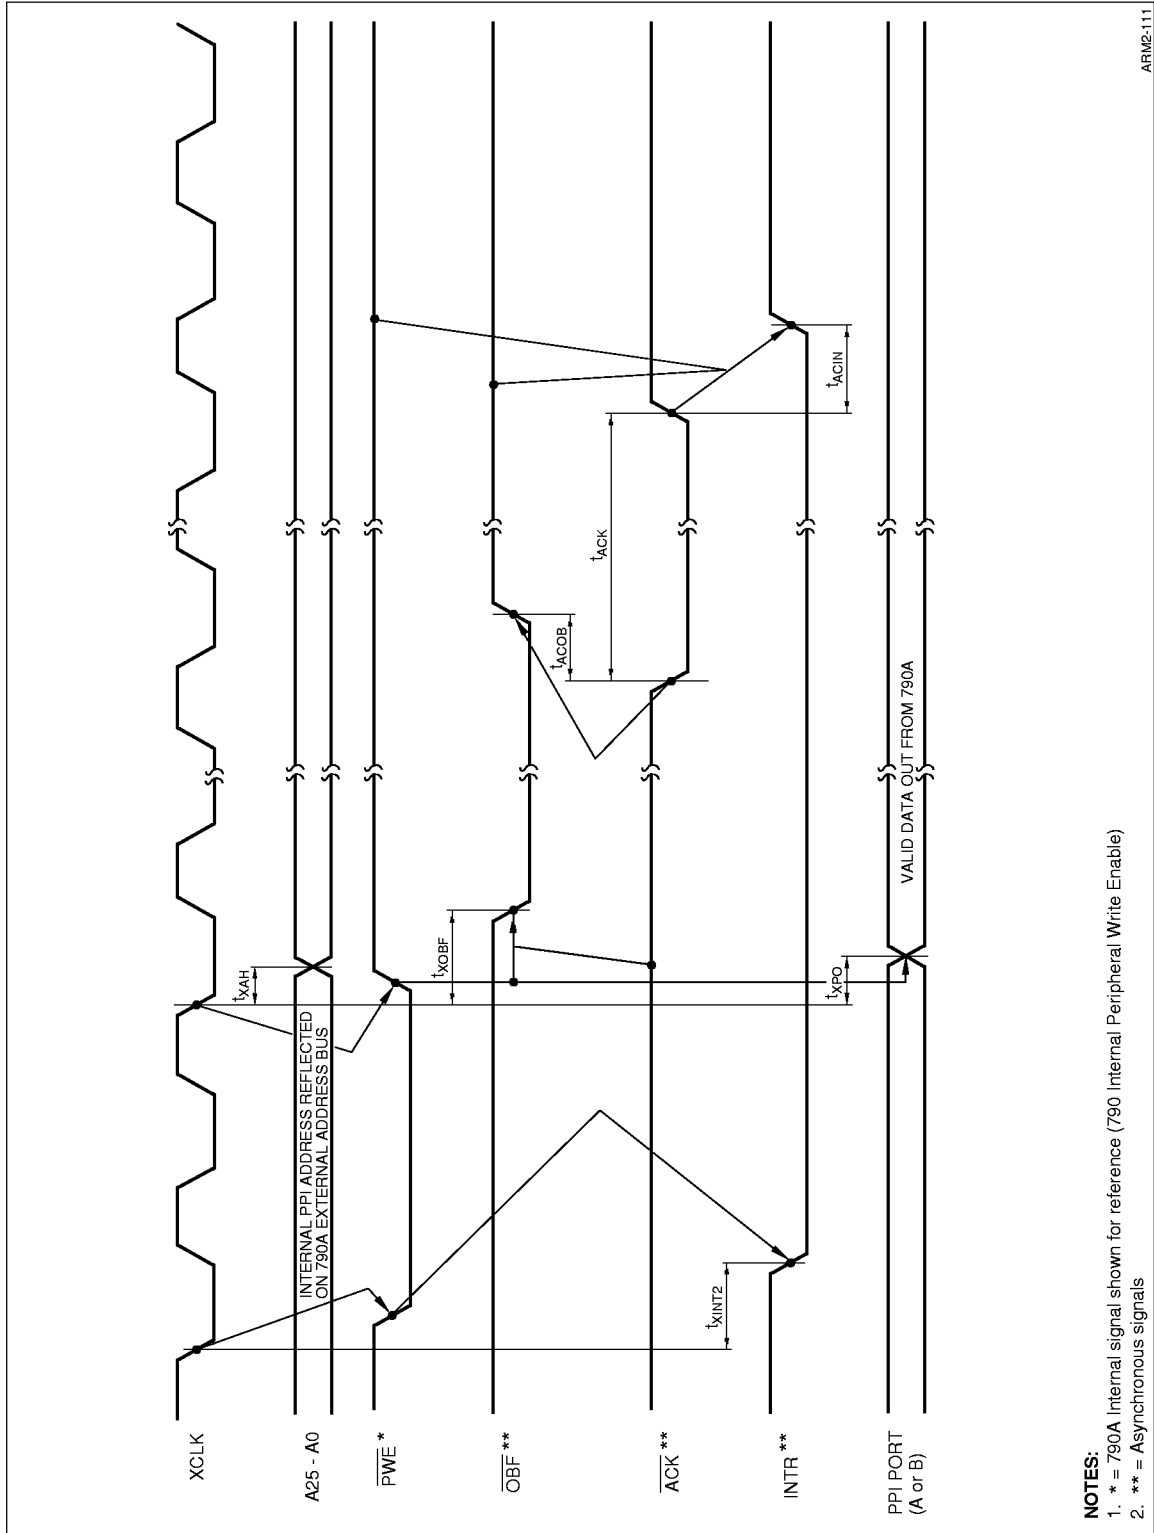 XCLK
A25 - A0
INTERNAL PPI ADDRESS REFLECTED
ON 790A EXTERNAL ADDRESS BUS
tXAH
PWE *
OBF **
tXOBF
tACOB
ACK **
tACK
INTR **
tXINT2
tACIN
PPI PORT
(A or B)
tXPO
VALID DATA OUT FROM 790A
NOTES:
1. * = 790A Internal signal shown for reference (790 Internal Peripheral Write Enable)
2. ** = Asynchronous signals
ARM2-111